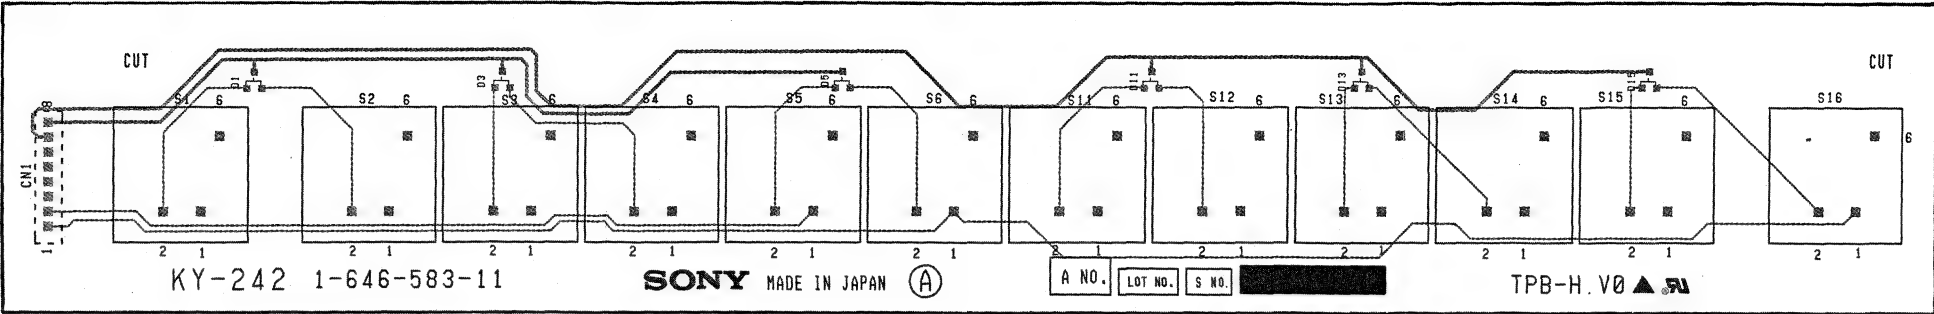 CUT
CUT
D1
D3
D5
D11
D13
D15
8
S1 6
S2 6
S3 6
S4 6
S5 6
S6 6
S11 6
S12 6
S13 6
S14 6
S15 6
S16
6
CN1
1
2 1
2 1
2 1
2 1
2 1
2 1
2 1
2 1
2 1
2 1
2 1
2 1
KY-242 1-646-583-11
SONY MADE IN JAPAN A
A NO. LOT NO. S NO.
TPB-H.V0